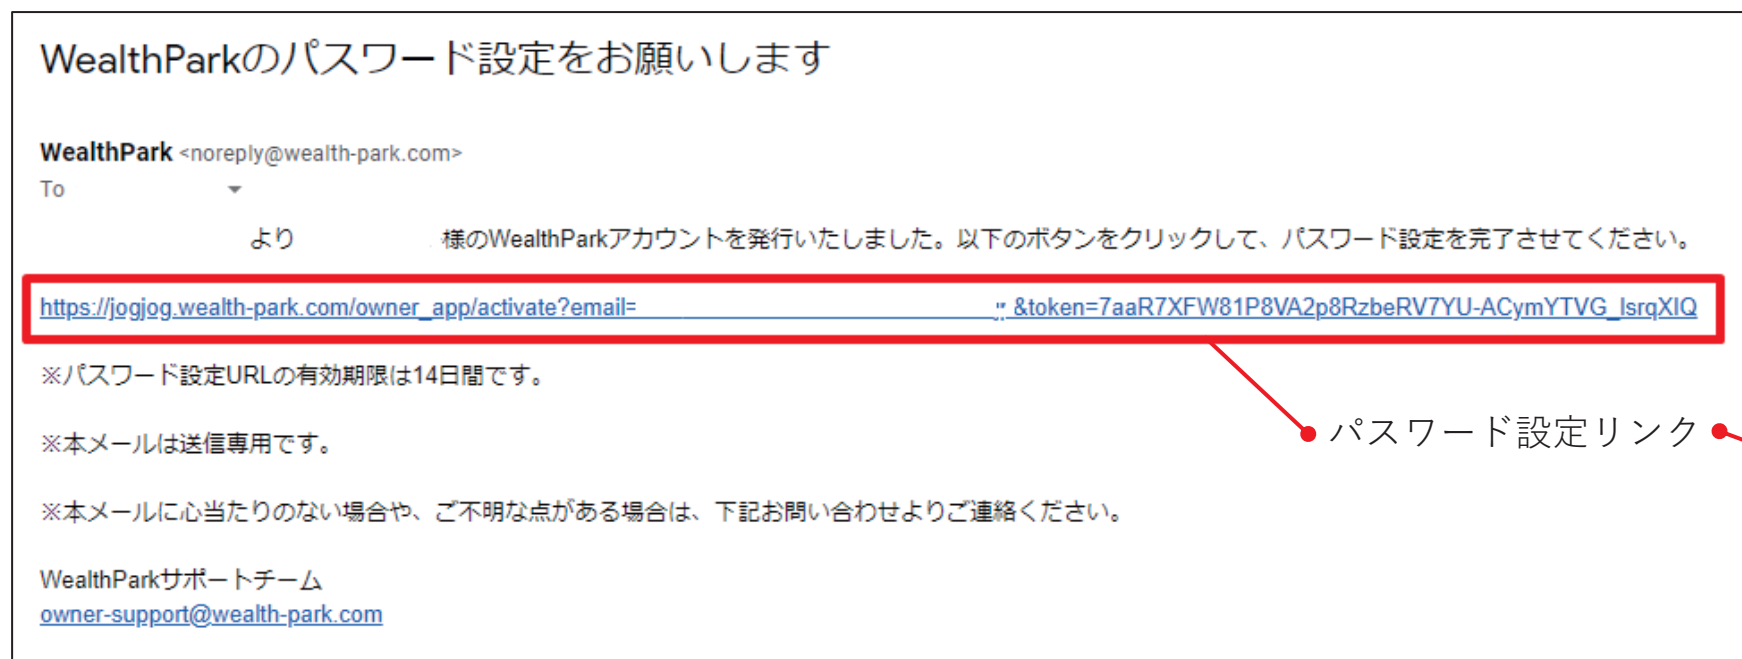 WealthParkのパスワード設定をお願いします
WealthPark <noreply@wealth-park.com>
To
より 様のWealthParkアカウントを発行いたしました。以下のボタンをクリックして、パスワード設定を完了させてください。
https://jogjog.wealth-park.com/owner_app/activate?email= &token=7aaR7XFW81P8VA2p8RzbeRV7YU-ACymYTVG_lsrqXlQ
※パスワード設定URLの有効期限は14日間です。
パスワード設定リンク
※本メールは送信専用です。
※本メールに心当たりのない場合や、ご不明な点がある場合は、下記お問い合わせよりご連絡ください。
WealthParkサポートチーム
owner-support@wealth-park.com